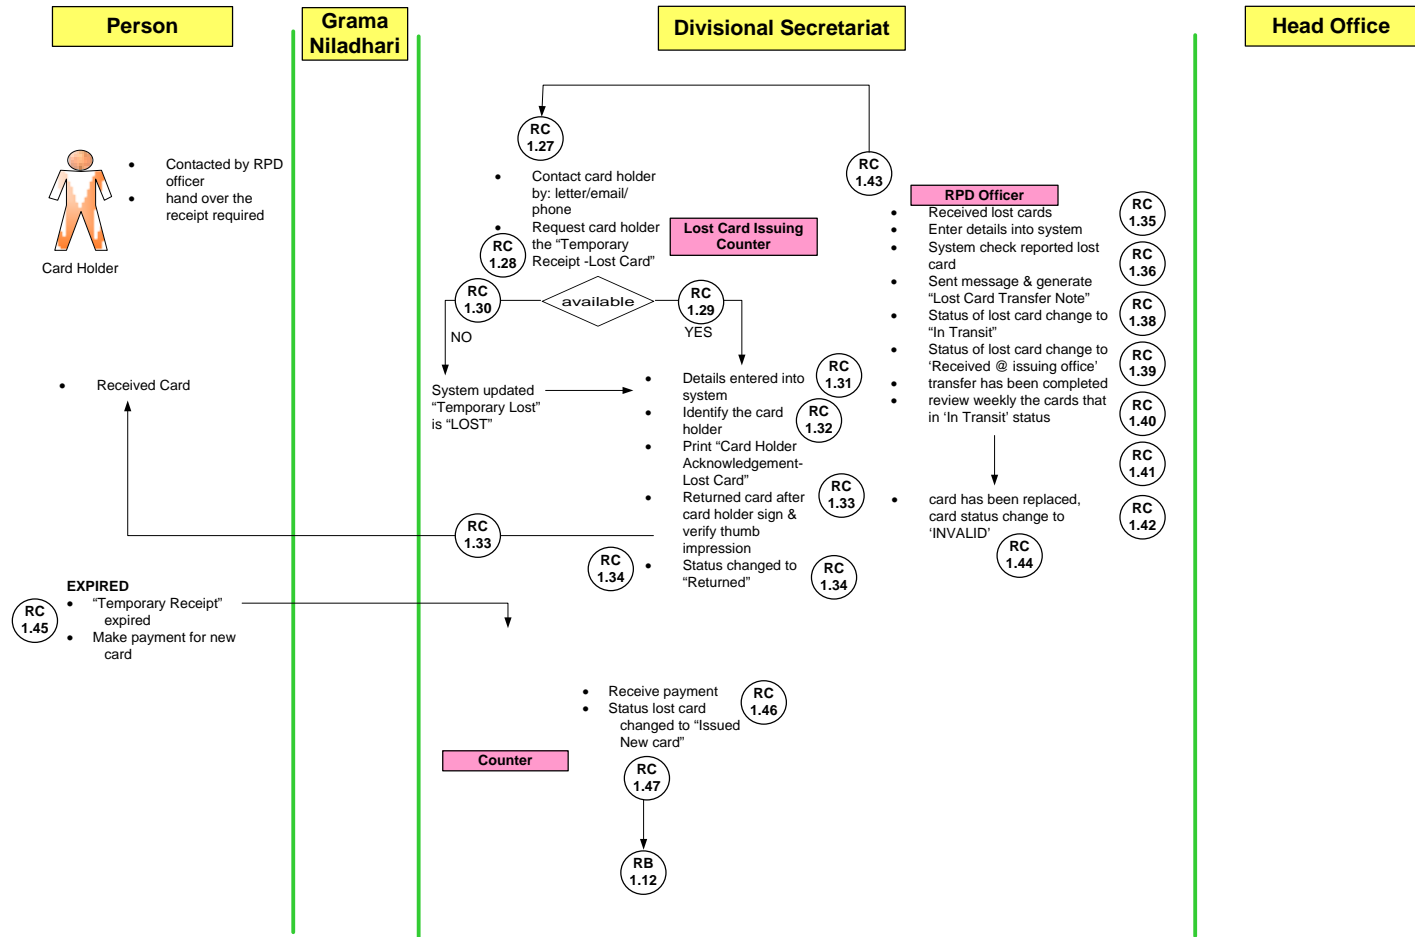 Person
Grama
Niladhari
Divisional Secretariat
Head Office
RC
1.27
RC
1.43
Contacted by RPD
officer
hand over the
receipt required
Card Holder
Contact card holder
by: letter/email/
phone
Request card holder
the “Temporary
Receipt -Lost Card”
RC
1.28
Lost Card Issuing
Counter
RC
1.30
available
RC
1.29
NO
YES
RPD Officer
Received lost cards
Enter details into system
System check reported lost
card
Sent message & generate
“Lost Card Transfer Note”
Status of lost card change to
“In Transit”
Status of lost card change to
‘Received @ issuing office’
transfer has been completed
review weekly the cards that
in ‘In Transit’ status
RC
1.35
RC
1.36
RC
1.38
RC
1.39
RC
1.40
RC
1.41
RC
1.42
card has been replaced,
card status change to
‘INVALID’
RC
1.44
Received Card
System updated
“Temporary Lost”
is “LOST”
Details entered into
system
Identify the card
holder
Print “Card Holder
Acknowledgement-
Lost Card”
Returned card after
card holder sign &
verify thumb
impression
Status changed to
“Returned”
RC
1.31
RC
1.32
RC
1.33
RC
1.33
RC
1.34
RC
1.34
EXPIRED
“Temporary Receipt”
expired
Make payment for new
card
RC
1.45
Receive payment
Status lost card
changed to “Issued
New card”
RC
1.46
Counter
RC
1.47
RB
1.12